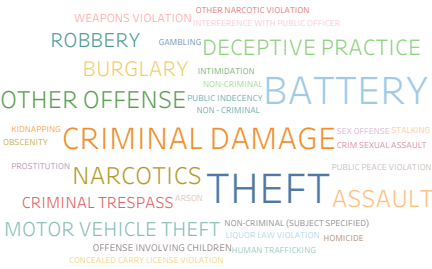 OTHER NARCOTIC VIOLATION
WEAPONS VIOLATION
INTERFERENCE WITH PUBLIC OFFICER
ROBBERY
GAMBLING
DECEPTIVE PRACTICE
BURGLARY
INTIMIDATION
NON-CRIMINAL
BATTERY
OTHER OFFENSE
PUBLIC INDECENCY
NON - CRIMINAL
KIDNAPPING
CRIMINAL DAMAGE
SEX OFFENSE
STALKING
OBSCENITY
CRIM SEXUAL ASSAULT
PROSTITUTION
NARCOTICS
THEFT
PUBLIC PEACE VIOLATION
CRIMINAL TRESPASS
ARSON
ASSAULT
MOTOR VEHICLE THEFT
NON-CRIMINAL (SUBJECT SPECIFIED)
LIQUOR LAW VIOLATION
HOMICIDE
OFFENSE INVOLVING CHILDREN
HUMAN TRAFFICKING
CONCEALED CARRY LICENSE VIOLATION